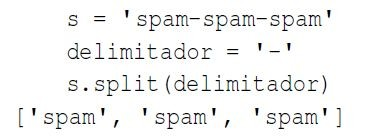 s = 'spam-spam-spam'
delimitador = '-'
s.split(delimitador)
['spam', 'spam', 'spam']